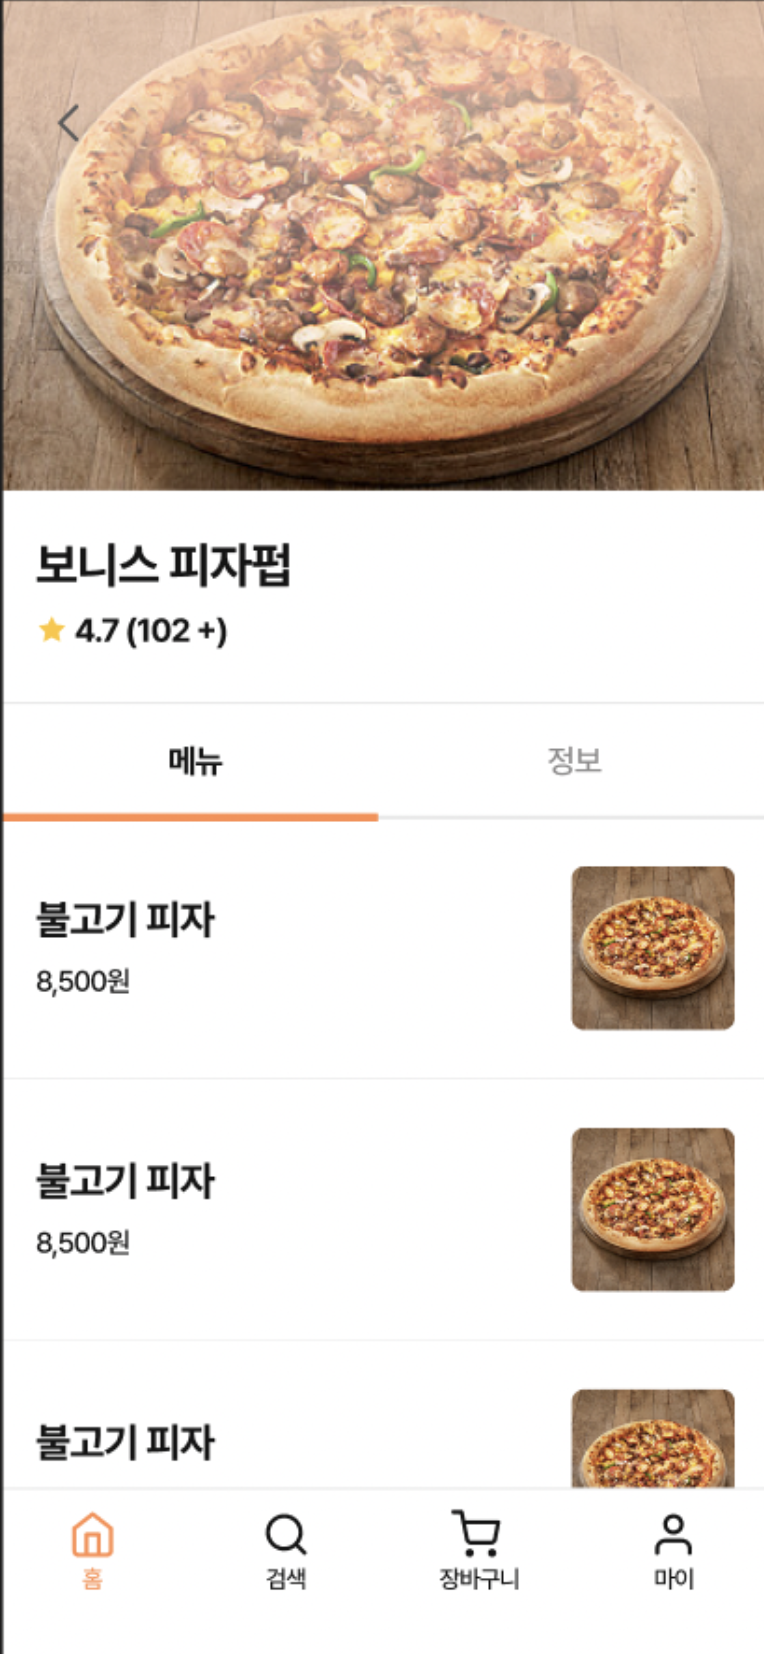 보니스 피자펍
4.7 (102 +)
메뉴 정보
불고기 피자
8,500원
불고기 피자
8,500원
불고기 피자
홈 검색 장바구니 마이